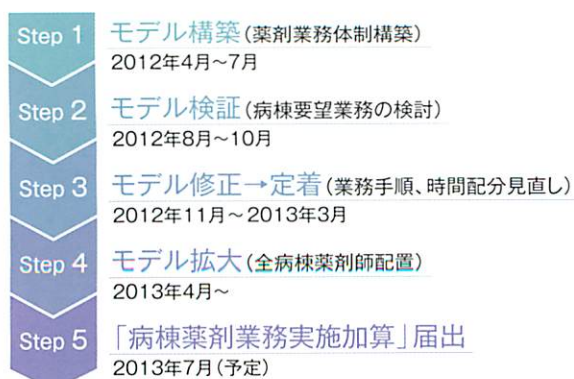 Step 1
モデル構築(薬剤業務体制構築)
2012年4月～7月
Step 2
モデル検証(病棟要望業務の検討)
2012年8月～10月
Step 3
モデル修正→定着(業務手順、時間配分見直し)
2012年11月～2013年3月
Step 4
モデル拡大(全病棟薬剤師配置)
2013年4月～
Step 5
「病棟薬剤業務実施加算」届出
2013年7月(予定)